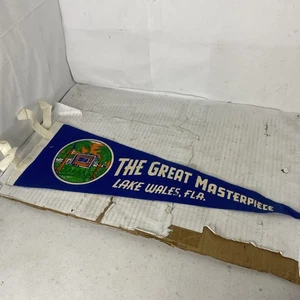 THE GREAT MASTERPIECE
LAKE WALES, FLA.